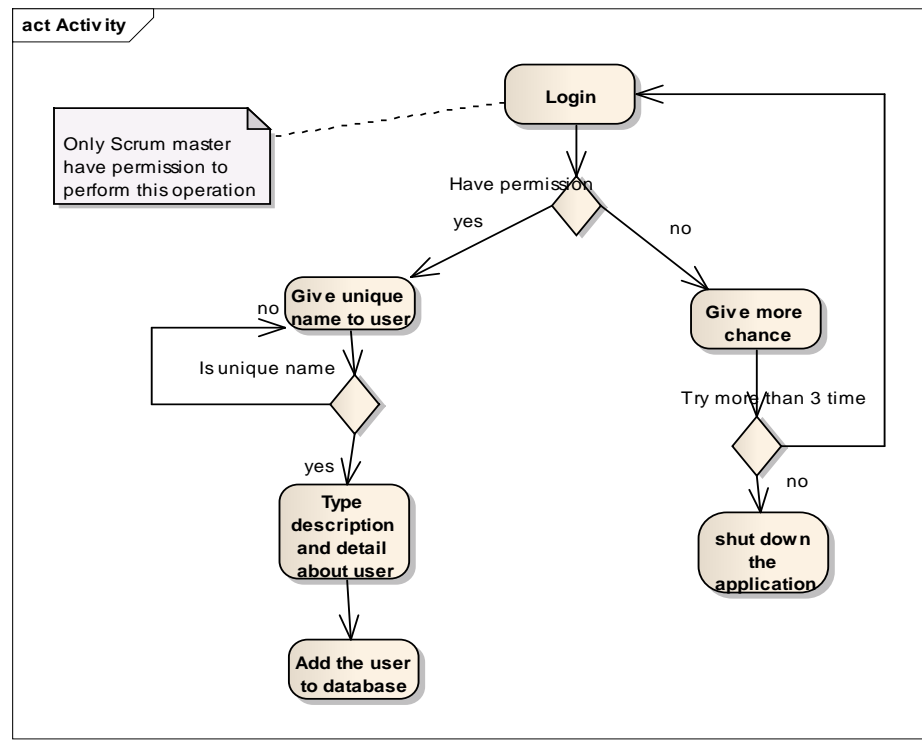 act Activity
Login
Only Scrum master
have permission to
perform this operation
Have permission
yes
no
Give unique
name to user
no
Give more
chance
Is unique name
Try more than 3 time
yes
no
Type
description
and detail
about user
shut down
the
application
Add the user
to database